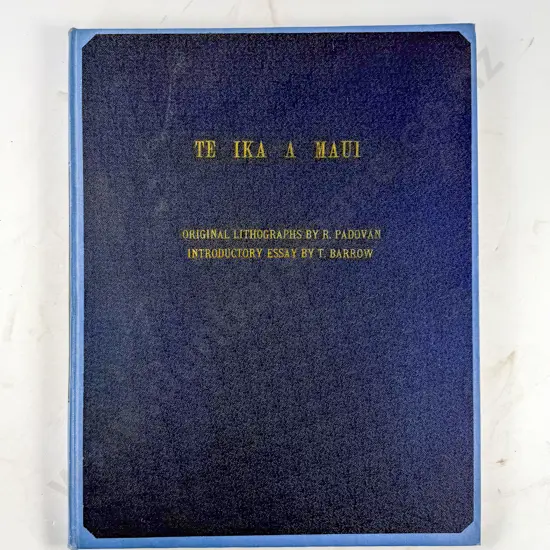 TE IKA A MAUI
ORIGINAL LITHOGRAPHS BY R. PADOVAN
INTRODUCTORY ESSAY BY T. BARROW